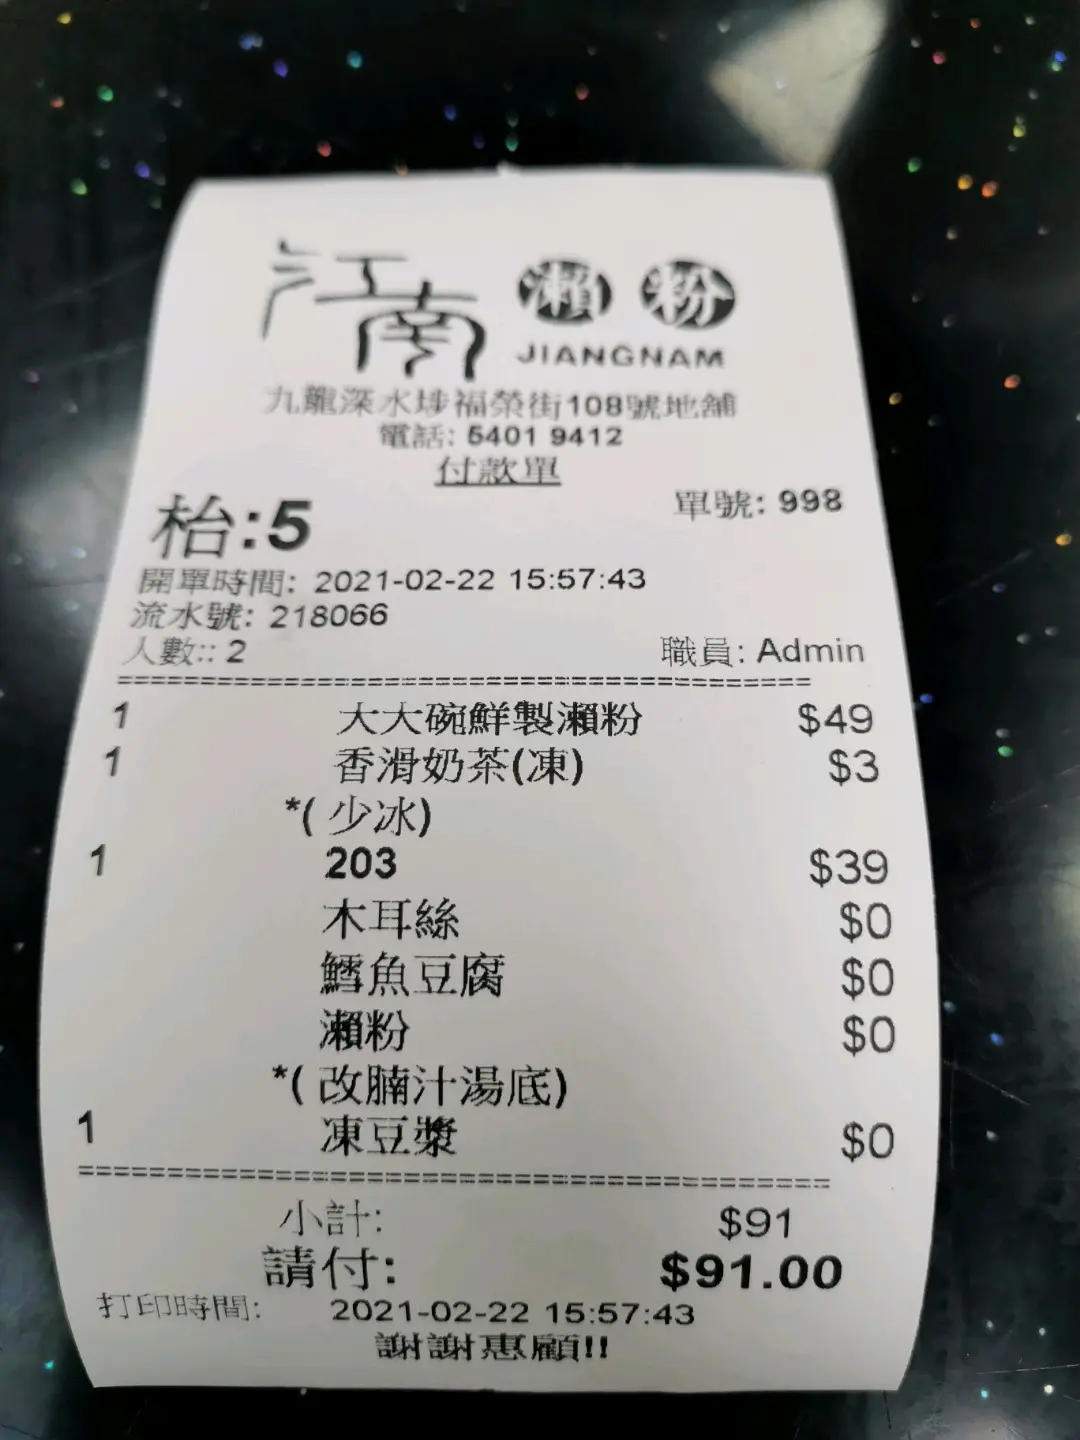 江南 瀨粉
JIANGNAM
九龍深水埗福榮街108號地舖
電話: 5401 9412
付款單
枱:5 單號: 998
開單時間: 2021-02-22 15:57:43
流水號: 218066
人數:: 2 職員: Admin
1 大大碗鮮製瀨粉 $49
1 香滑奶茶(凍) $3
*( 少冰)
1 203 $39
木耳絲 $0
鱈魚豆腐 $0
瀨粉 $0
*( 改腩汁湯底)
1 凍豆漿 $0
小計: $91
請付: $91.00
打印時間: 2021-02-22 15:57:43
謝謝惠顧!!